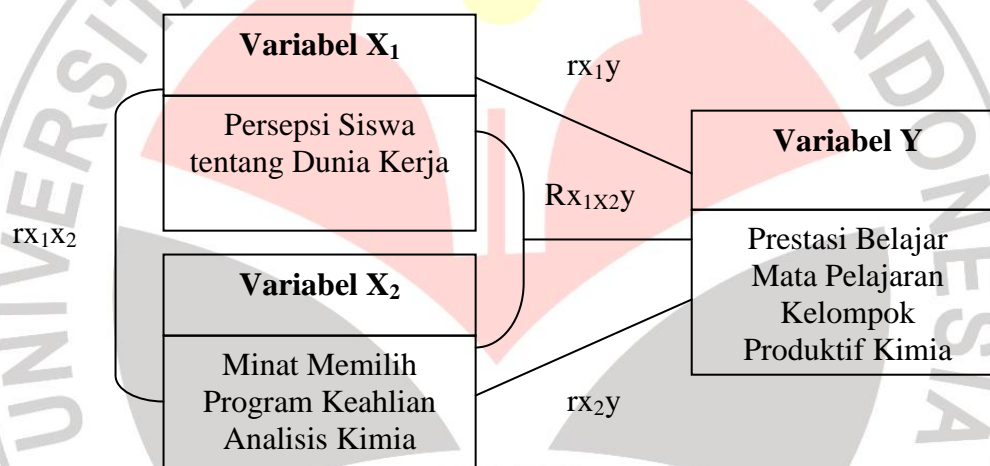 Variabel X₁
Persepsi Siswa
tentang Dunia Kerja
rx₁y
Variabel Y
Prestasi Belajar
Mata Pelajaran
Kelompok
Produktif Kimia
Rx₁ₓ₂y
rx₁x₂
Variabel X₂
Minat Memilih
Program Keahlian
Analisis Kimia
rx₂y